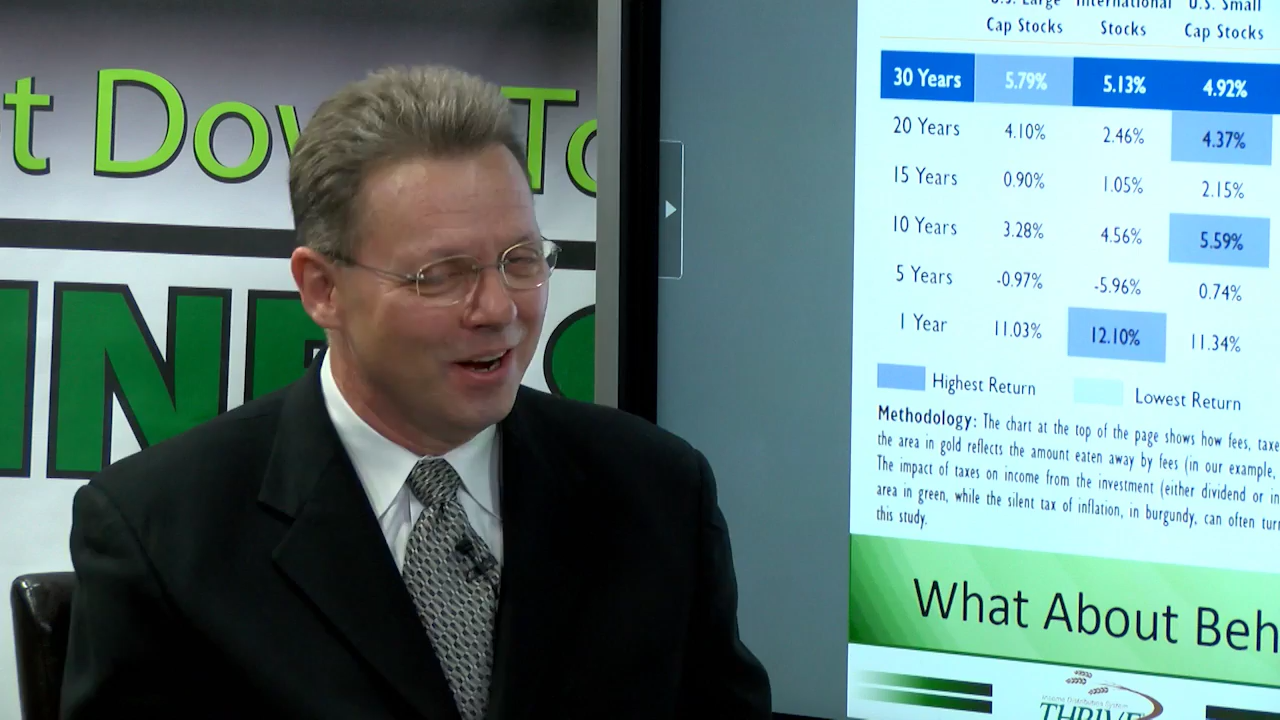 t Dow To
INE S
U.S. Large International U.S. Small
Cap Stocks Stocks Cap Stocks
30 Years 5.79% 5.13% 4.92%
20 Years 4.10% 2.46% 4.37%
15 Years 0.90% 1.05% 2.15%
10 Years 3.28% 4.56% 5.59%
5 Years -0.97% -5.96% 0.74%
1 Year 11.03% 12.10% 11.34%
Highest Return Lowest Return
Methodology: The chart at the top of the page shows how fees, taxe
the area in gold reflects the amount eaten away by fees (in our example,
The impact of taxes on income from the investment (either dividend or in
area in green, while the silent tax of inflation, in burgundy, can often tur
this study.
What About Beh
Income Distribution System
THRIVE